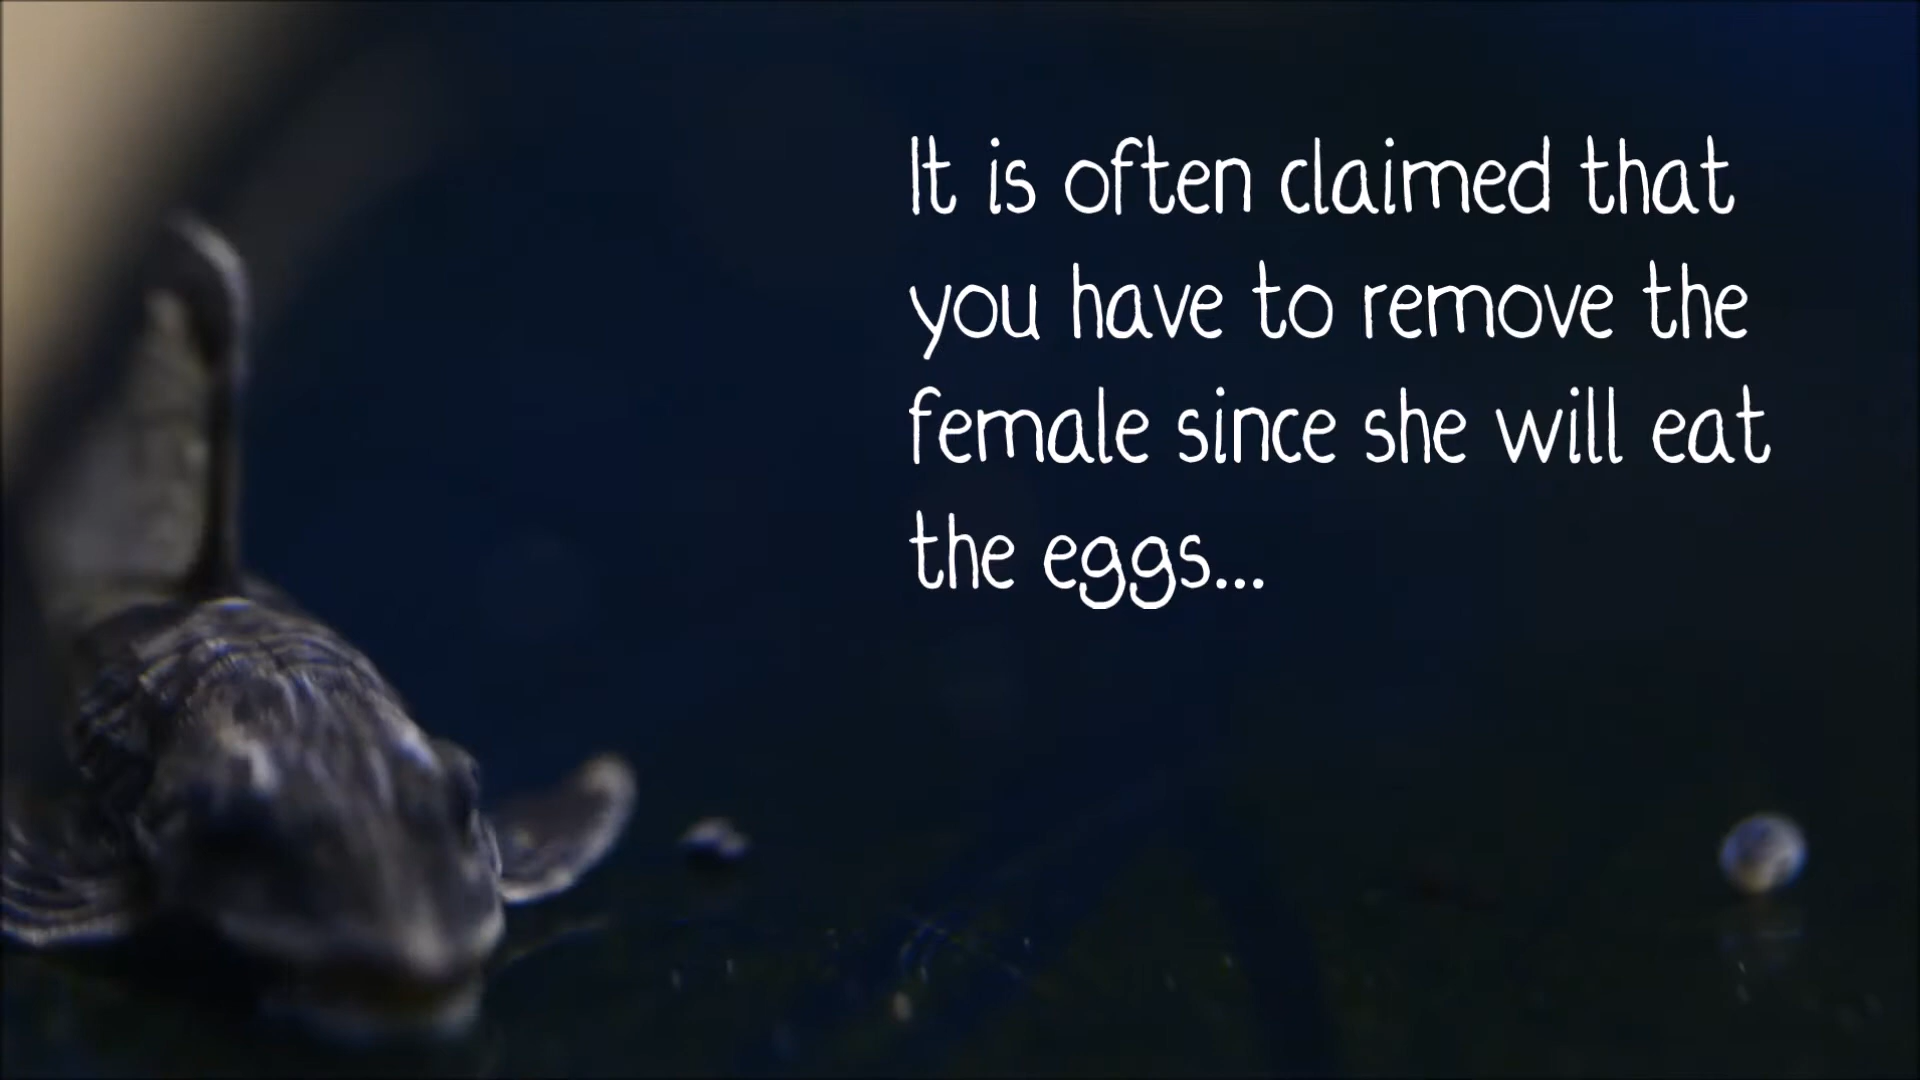 It is often claimed that
you have to remove the
female since she will eat
the eggs...